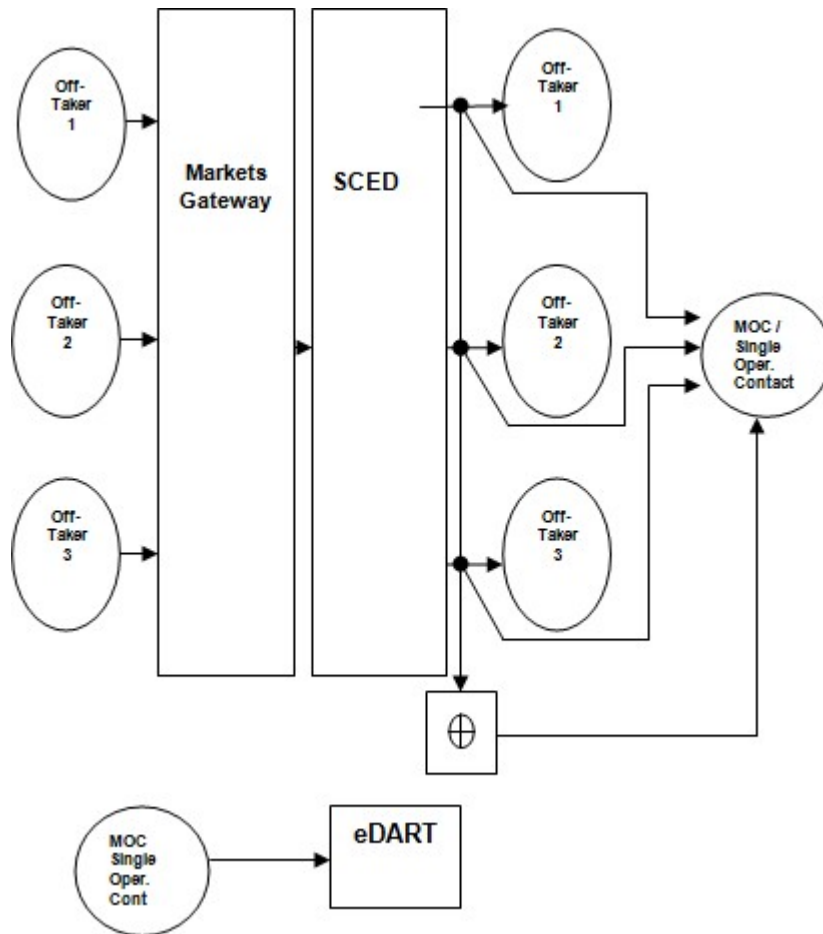 Off-
Taker
1
Off-
Taker
1
Markets
Gateway
SCED
Off-
Taker
2
Off-
Taker
2
MOC /
Single
Oper.
Contact
Off-
Taker
3
Off-
Taker
3
MOC
Single
Oper.
Cont
eDART